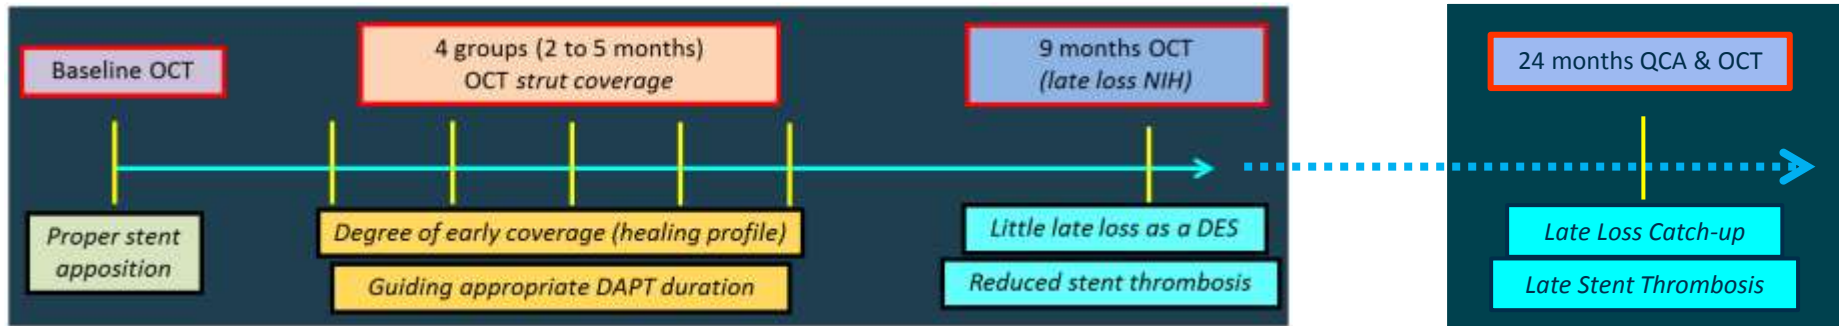 Baseline OCT
4 groups (2 to 5 months)
OCT strut coverage
9 months OCT
(late loss NIH)
24 months QCA & OCT
Proper stent
apposition
Degree of early coverage (healing profile)
Guiding appropriate DAPT duration
Little late loss as a DES
Reduced stent thrombosis
Late Loss Catch-up
Late Stent Thrombosis